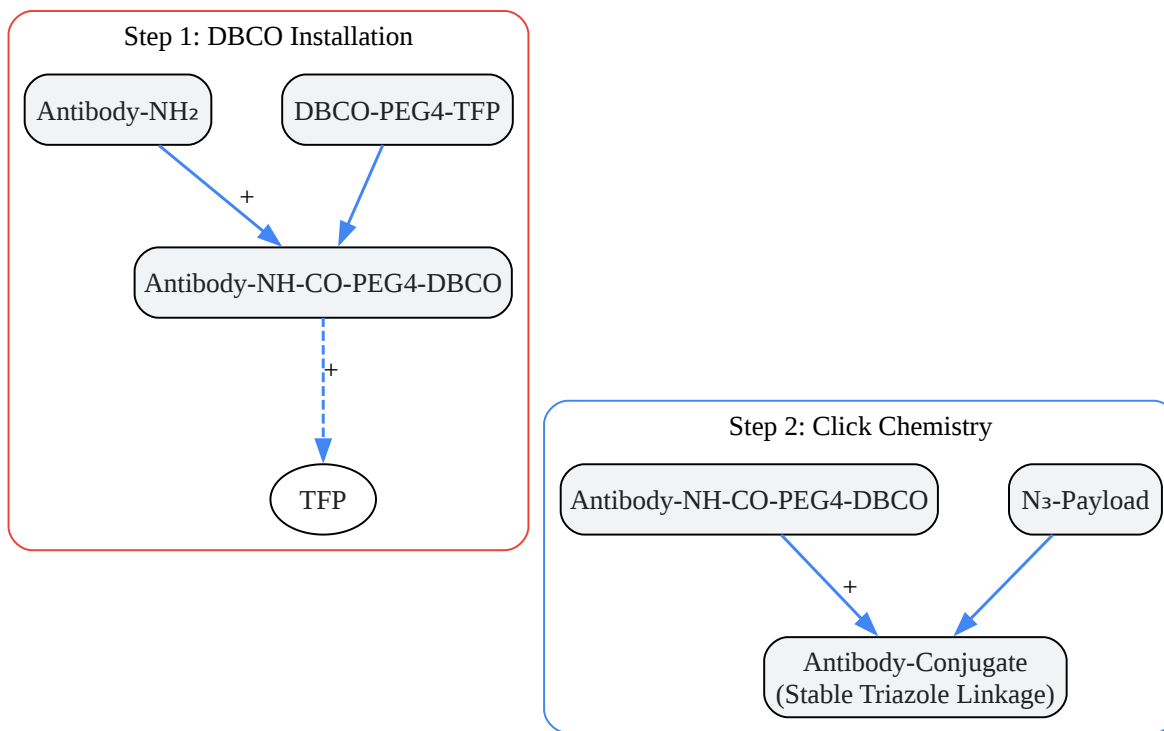 Step 1: DBCO Installation
Antibody-NH₂
DBCO-PEG4-TFP
+
Antibody-NH-CO-PEG4-DBCO
+
TFP
Step 2: Click Chemistry
Antibody-NH-CO-PEG4-DBCO
N₃-Payload
+
Antibody-Conjugate
(Stable Triazole Linkage)